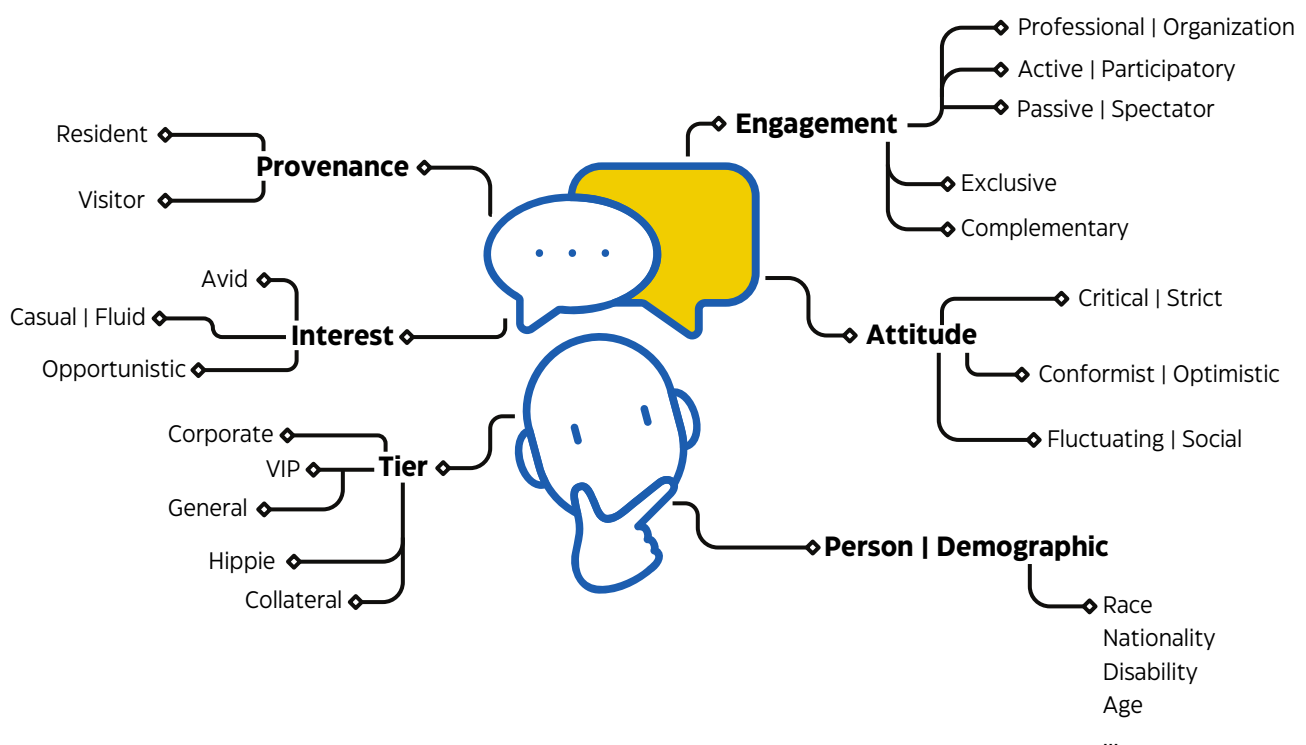 Provenance
Resident
Visitor
Interest
Avid
Casual | Fluid
Opportunistic
Tier
Corporate
VIP
General
Hippie
Collateral
Engagement
Professional | Organization
Active | Participatory
Passive | Spectator
Exclusive
Complementary
Attitude
Critical | Strict
Conformist | Optimistic
Fluctuating | Social
Person | Demographic
Race
Nationality
Disability
Age
...